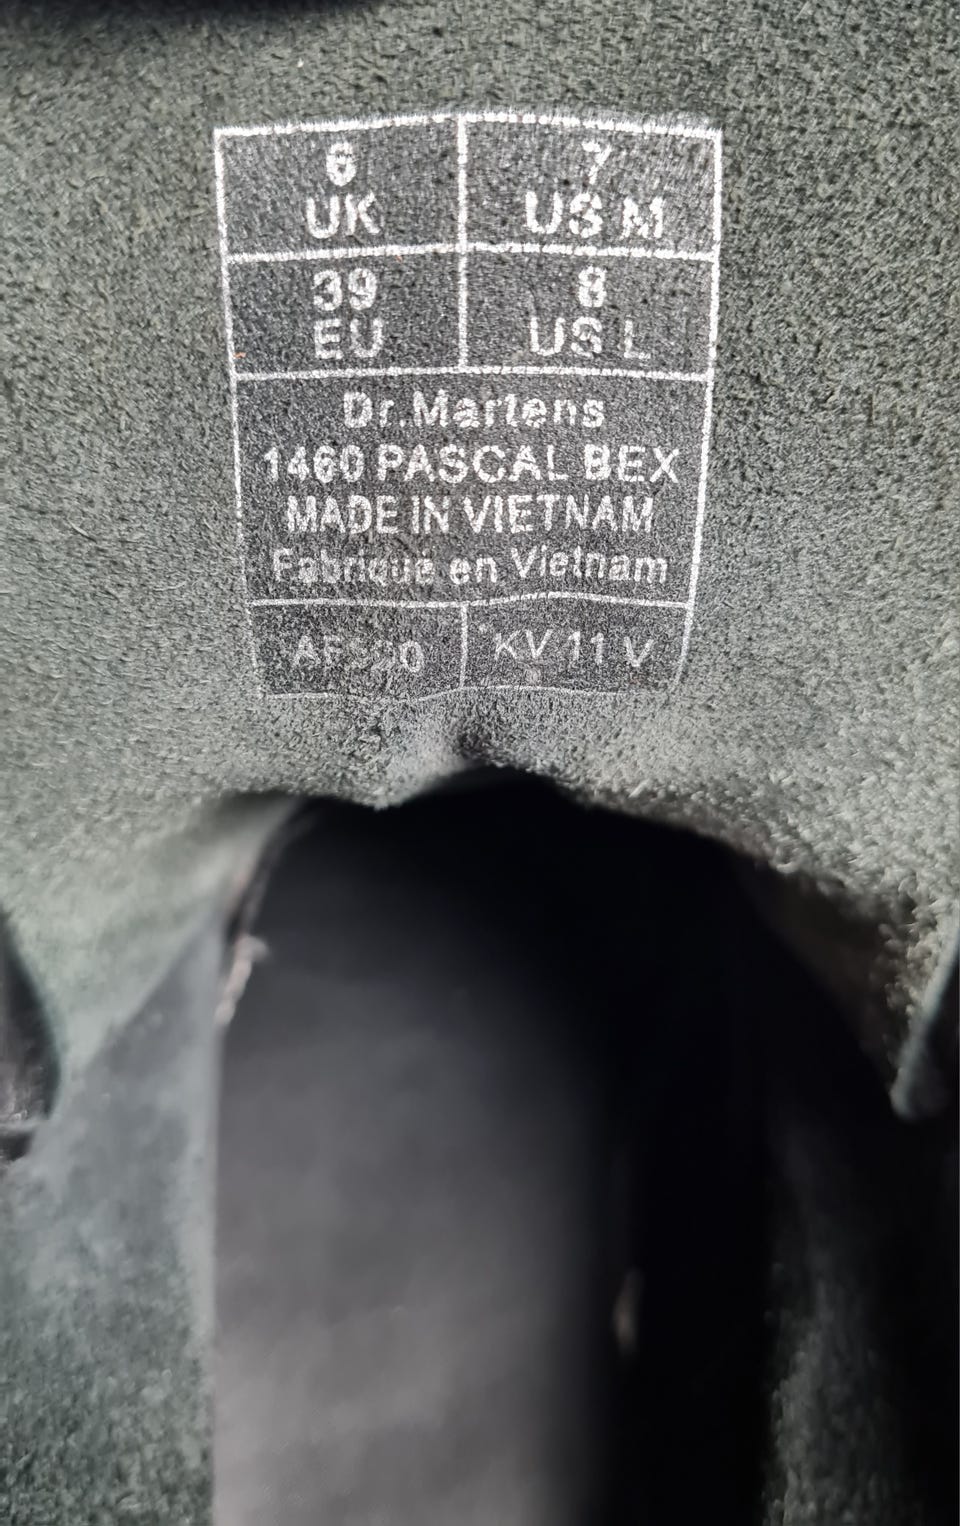 6
UK
7
US M
39
EU
8
US L
Dr.Martens
1460 PASCAL BEX
MADE IN VIETNAM
Fabriqué en Vietnam
KV 11 V